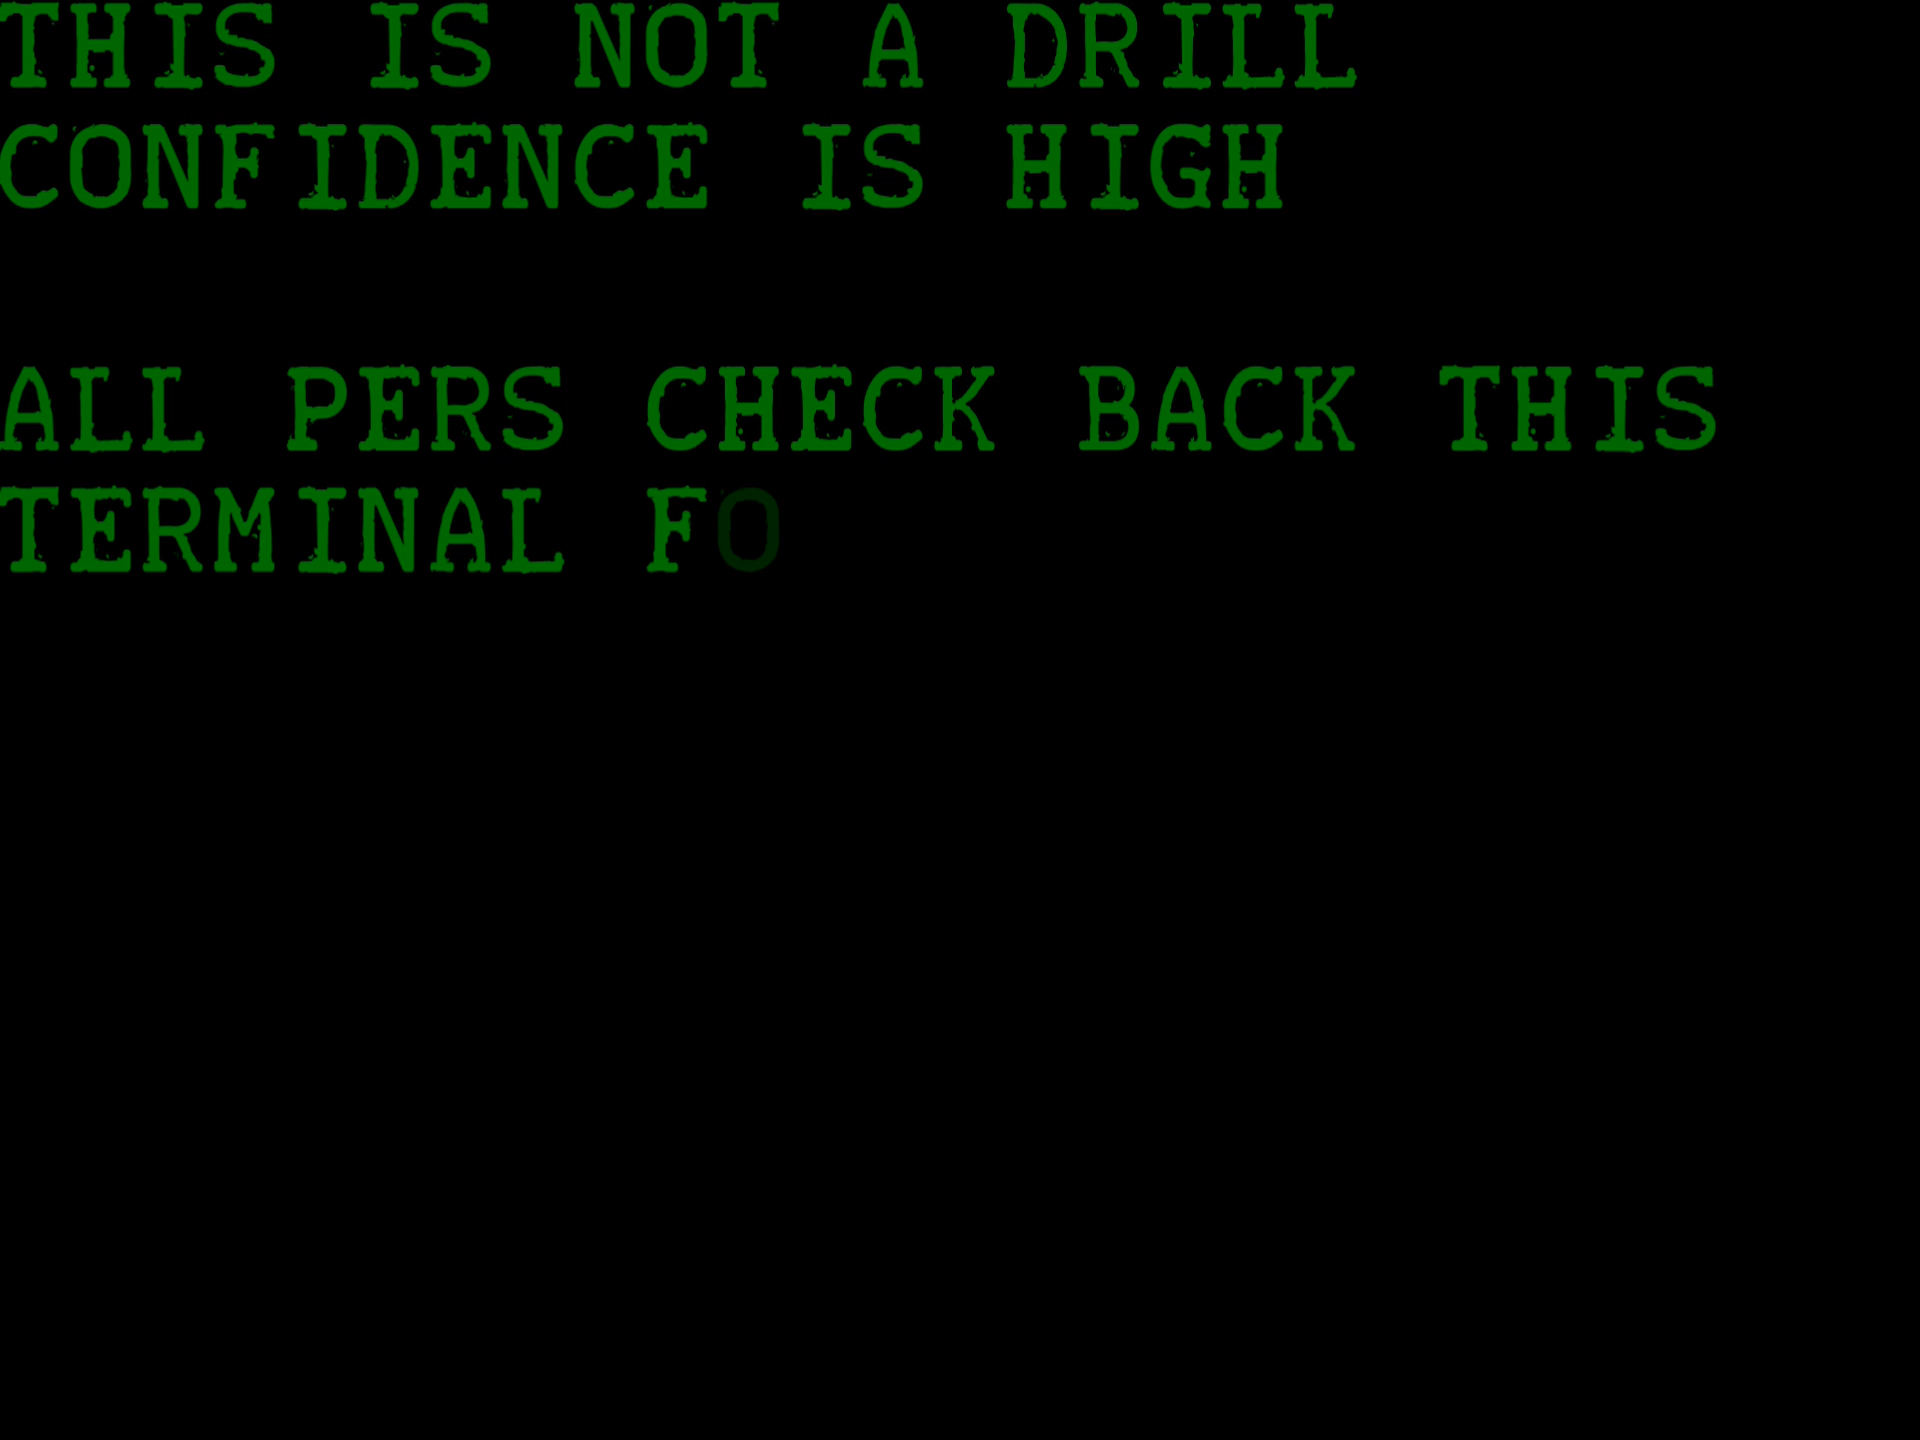 THIS IS NOT A DRILL
CONFIDENCE IS HIGH
ALL PERS CHECK BACK THIS
TERMINAL FO